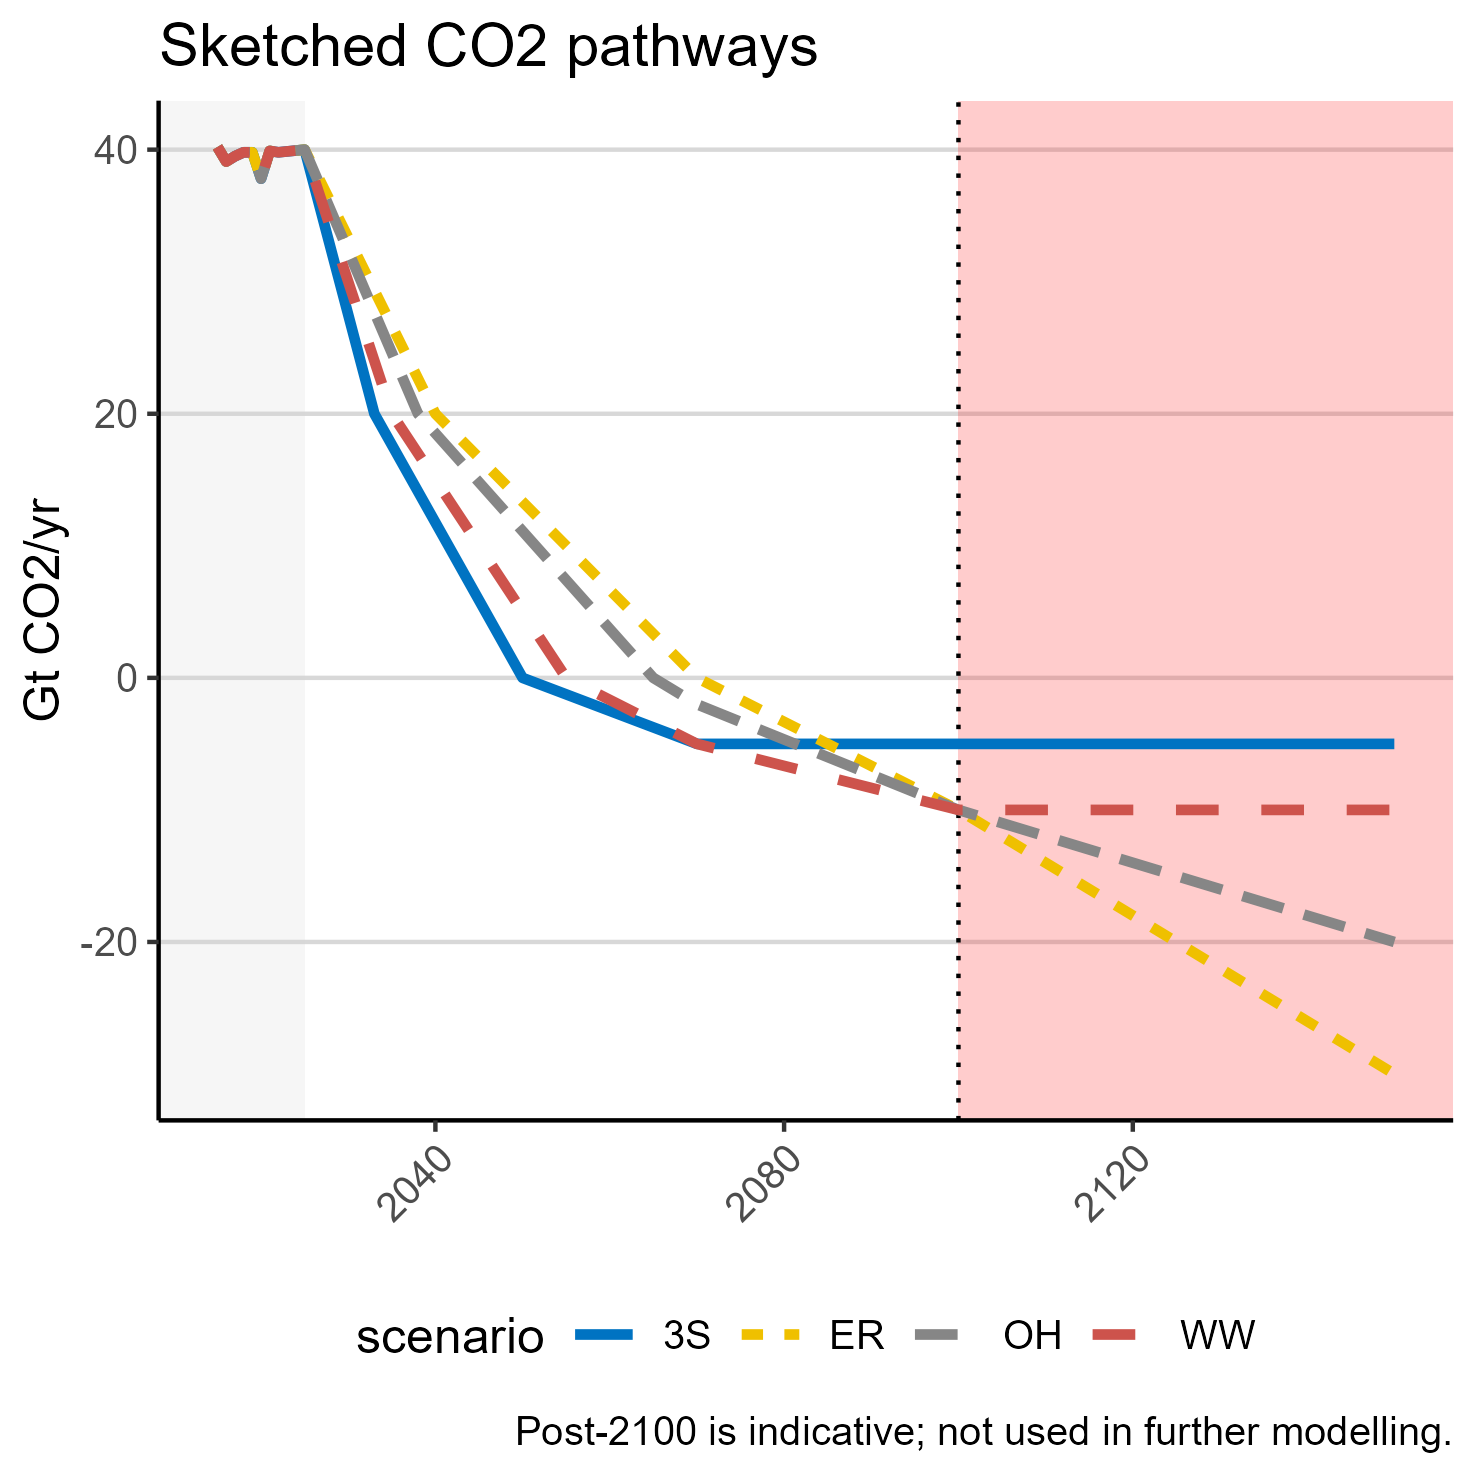 Sketched CO2 pathways
40
20
0
-20
Gt CO2/yr
2040
2080
2120
scenario 3S ER OH WW
Post-2100 is indicative; not used in further modelling.